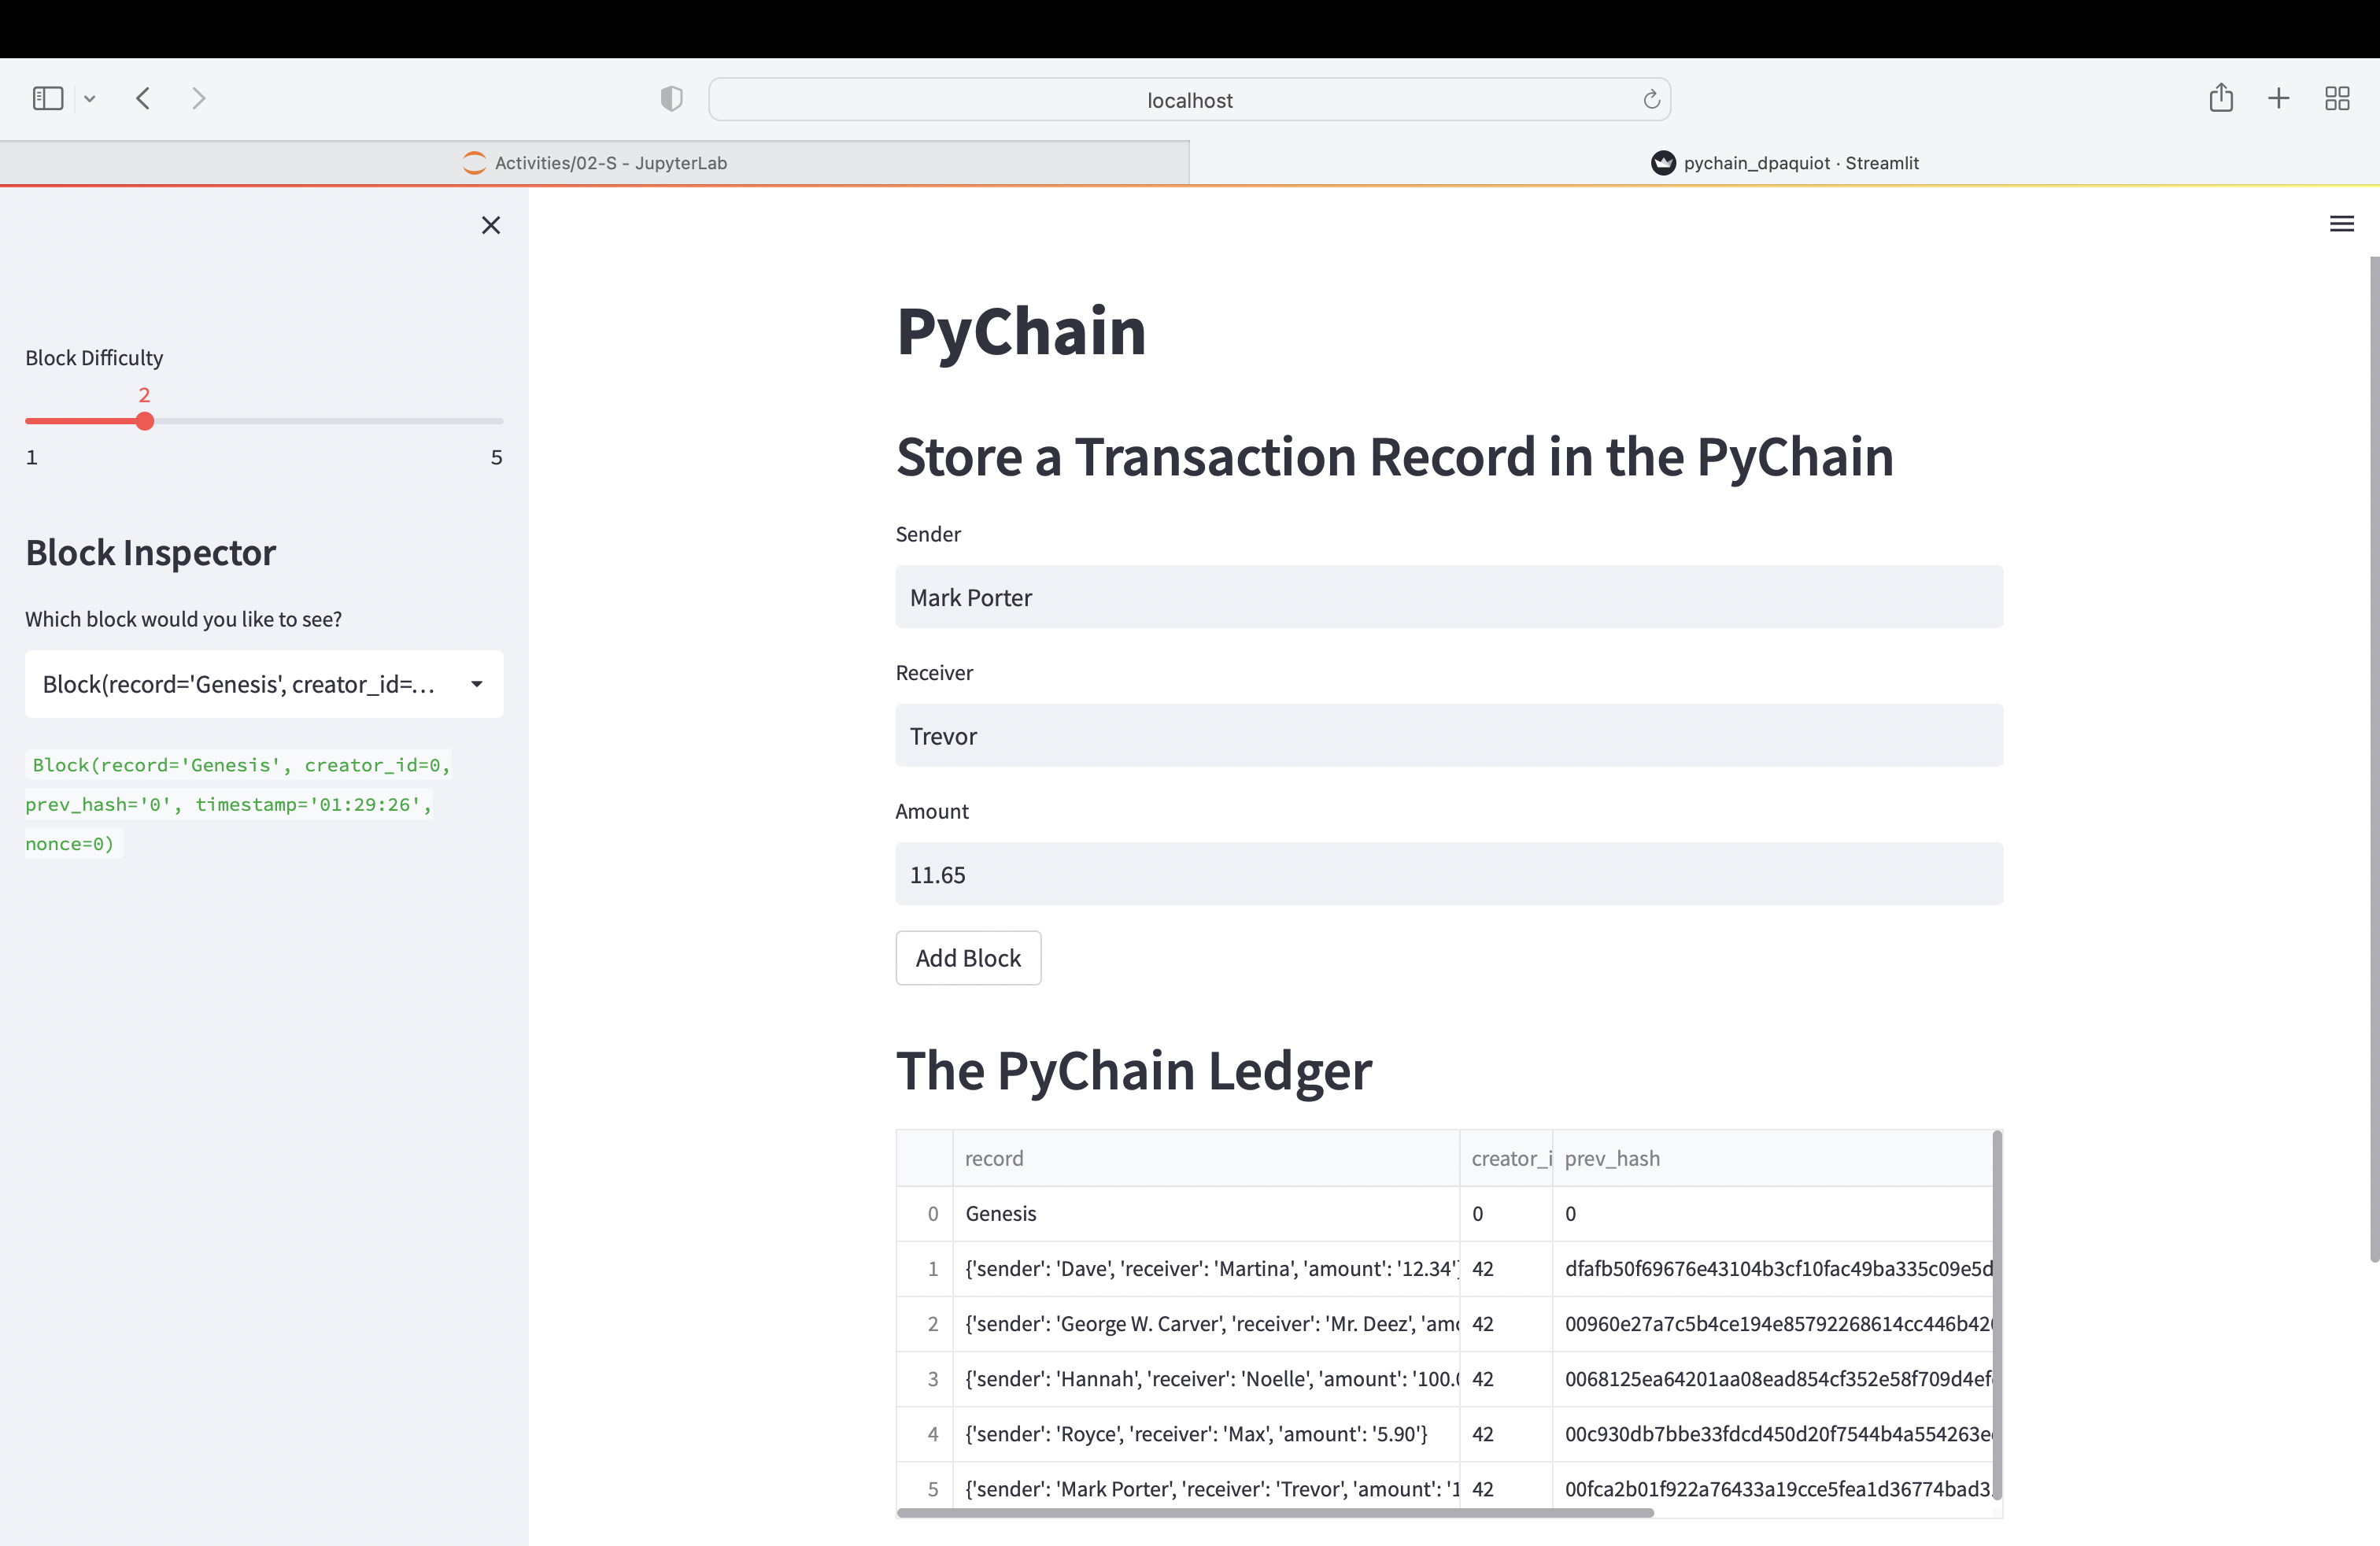 localhost
Activities/02-S - JupyterLab
pychain_dpaquiot · Streamlit
Block Difficulty
2
1 5
Block Inspector
Which block would you like to see?
Block(record='Genesis', creator_id=...
Block(record='Genesis', creator_id=0,
prev_hash='0', timestamp='01:29:26',
nonce=0)
PyChain
Store a Transaction Record in the PyChain
Sender
Mark Porter
Receiver
Trevor
Amount
11.65
Add Block
The PyChain Ledger
record creator_i prev_hash
0 Genesis 0 0
1 {'sender': 'Dave', 'receiver': 'Martina', 'amount': '12.34' 42 dfafb50f69676e43104b3cf10fac49ba335c09e5d
2 {'sender': 'George W. Carver', 'receiver': 'Mr. Deez', 'amo 42 00960e27a7c5b4ce194e85792268614cc446b42
3 {'sender': 'Hannah', 'receiver': 'Noelle', 'amount': '100. 42 0068125ea64201aa08ead854cf352e58f709d4ef
4 {'sender': 'Royce', 'receiver': 'Max', 'amount': '5.90'} 42 00c930db7bbe33fdcd450d20f7544b4a554263e
5 {'sender': 'Mark Porter', 'receiver': 'Trevor', 'amount': '1 42 00fca2b01f922a76433a19cce5fea1d36774bad3